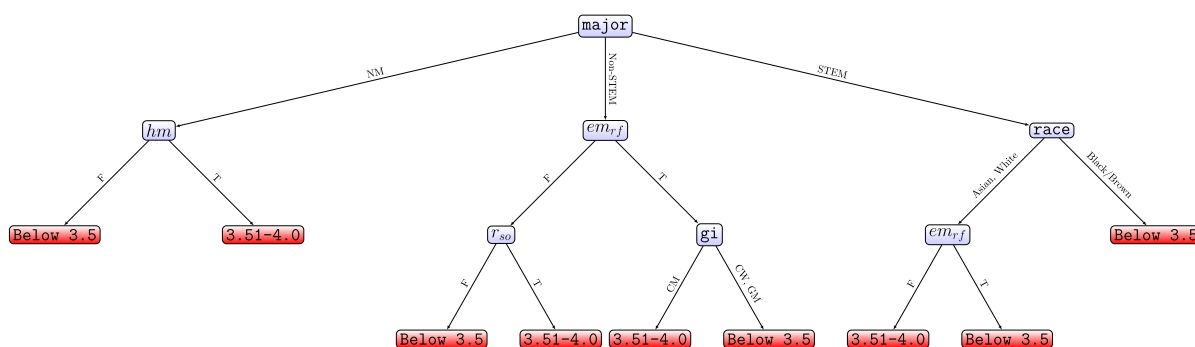 major
NM
Non-STEM
STEM
hm
em_rf
race
F
T
F
T
Asian, White
Black/Brown
Below 3.5
3.51-4.0
r_so
gi
em_rf
Below 3.5
F
T
CM
CW, GM
F
T
Below 3.5
3.51-4.0
3.51-4.0
Below 3.5
3.51-4.0
Below 3.5